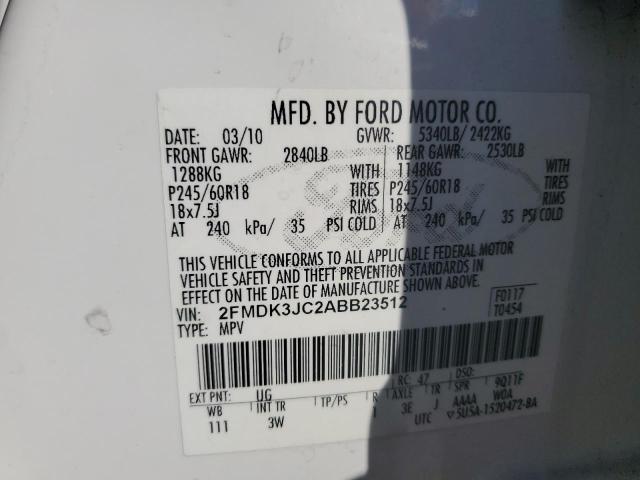 MFD. BY FORD MOTOR CO.
DATE: 03/10 GVWR: 5340LB/ 2422KG
FRONT GAWR: 2840LB REAR GAWR: 2530LB
1288KG WITH 1148KG WITH
P245/60R18 TIRES P245/60R18 TIRES
18x7.5J RIMS 18x7.5J RIMS
AT 240 kPa/ 35 PSI COLD AT 240 kPa/ 35 PSI COLD
THIS VEHICLE CONFORMS TO ALL APPLICABLE FEDERAL MOTOR
VEHICLE SAFETY AND THEFT PREVENTION STANDARDS IN
EFFECT ON THE DATE OF MANUFACTURE SHOWN ABOVE.
VIN: 2FMDK3JC2ABB23512 F0117
TYPE: MPV T0454
EXT PNT: UG RC: 47 DSO: 9Q11F
WB INT TR TP/PS R AXLE TR SPR
111 3W 1 3E J AAAA W0A
UTC 5U5A-1520472-BA